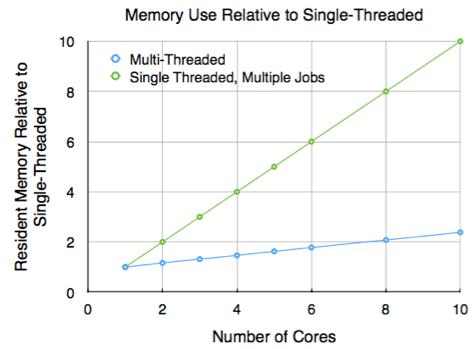 Memory Use Relative to Single-Threaded
Multi-Threaded
Single Threaded, Multiple Jobs
Resident Memory Relative to
Single-Threaded
10
8
6
4
2
0
0 2 4 6 8 10
Number of Cores